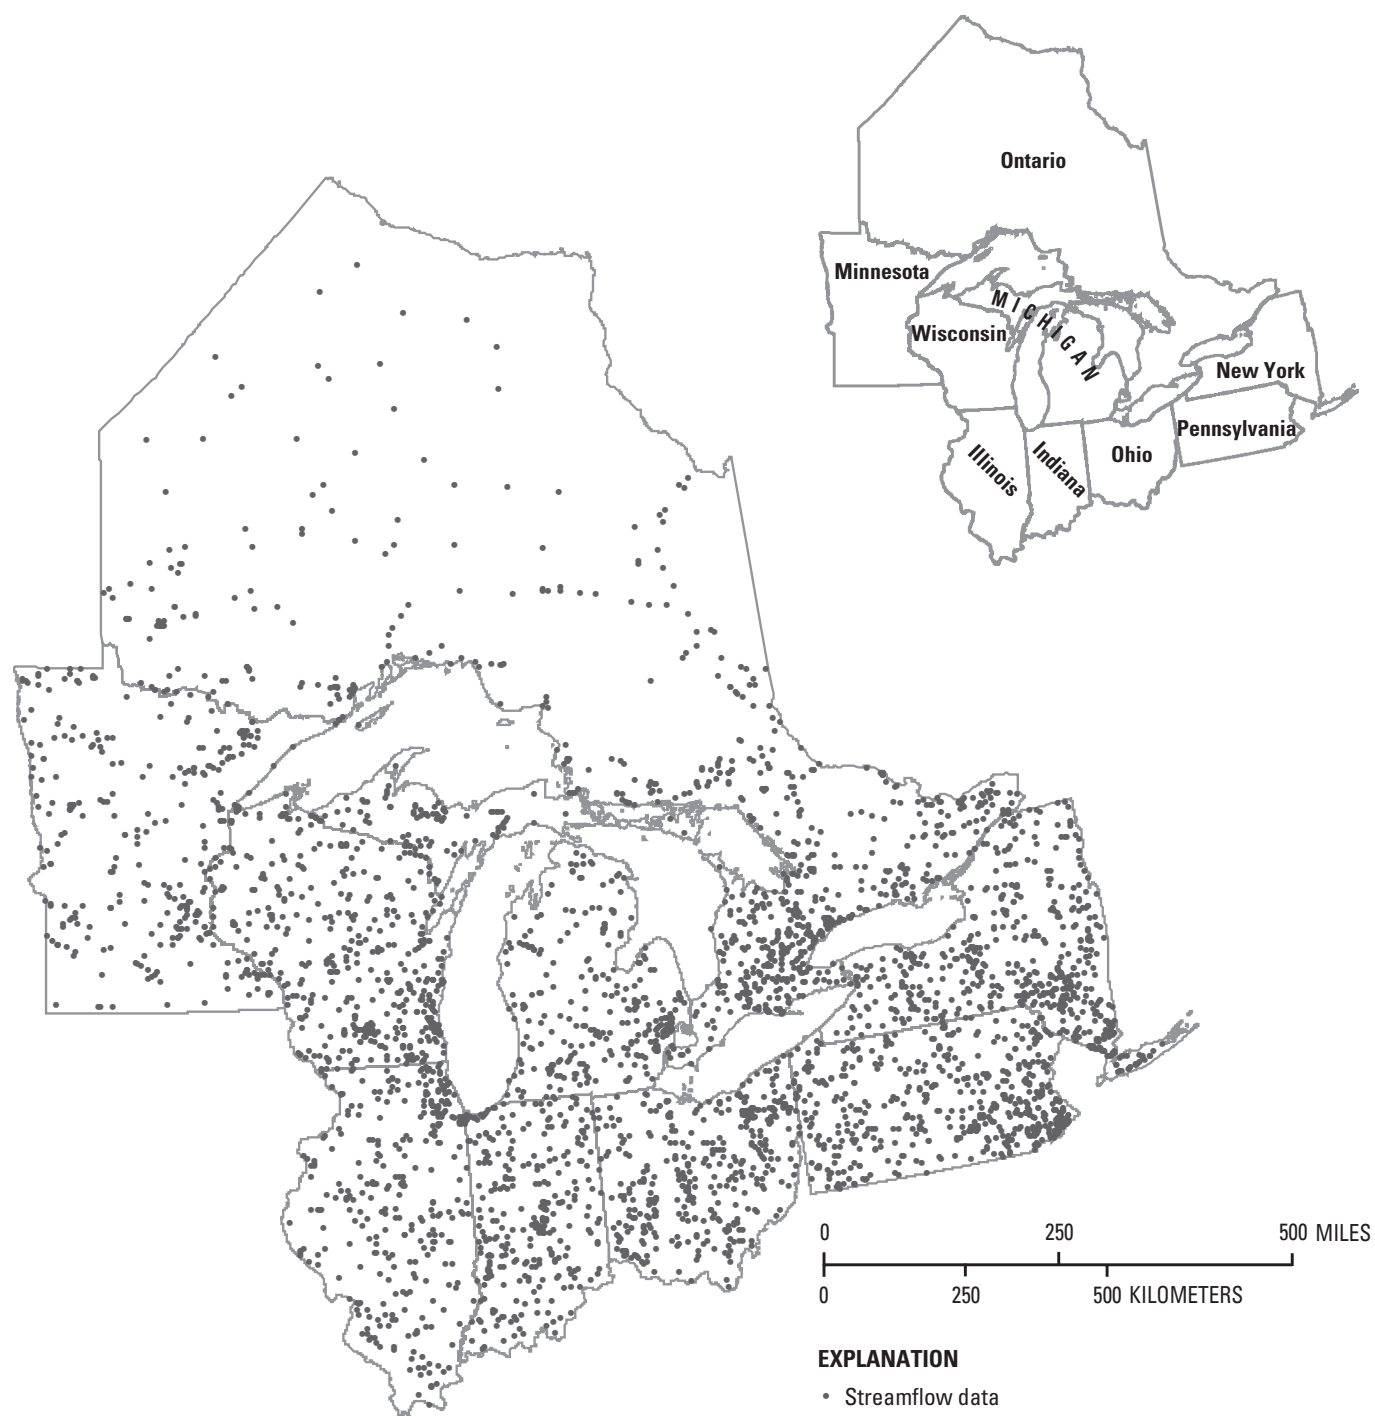 Ontario
Minnesota
MICHIGAN
Wisconsin
New York
Pennsylvania
Illinois
Indiana
Ohio
0 250 500 MILES
0 250 500 KILOMETERS
EXPLANATION
Streamflow data